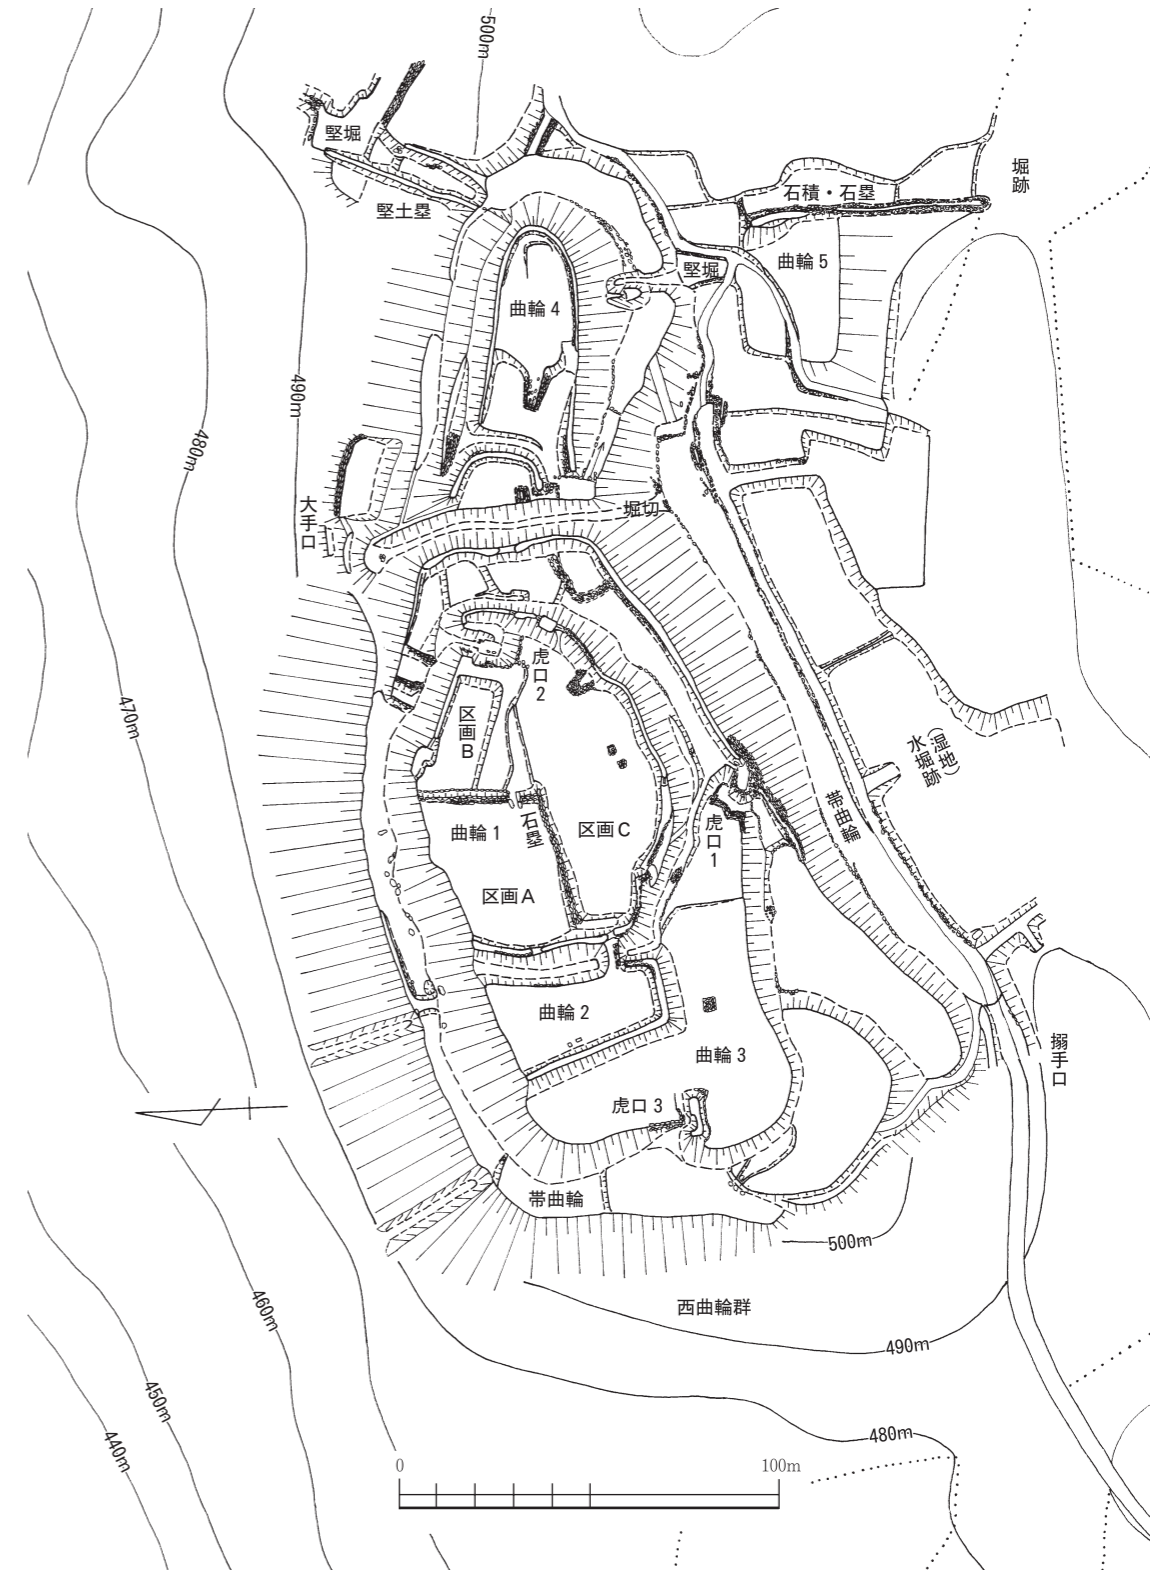 500m
堅堀
堀跡
石積・石塁
堅土塁
曲輪5
堅堀
曲輪4
490m
480m
大手口
堀切
虎口2
区画B
470m
水堀跡
(湿地)
帯曲輪
石塁
区画C
虎口1
曲輪1
区画A
曲輪2
曲輪3
搦手口
虎口3
帯曲輪
500m
460m
西曲輪群
490m
450m
440m
480m
0
100m